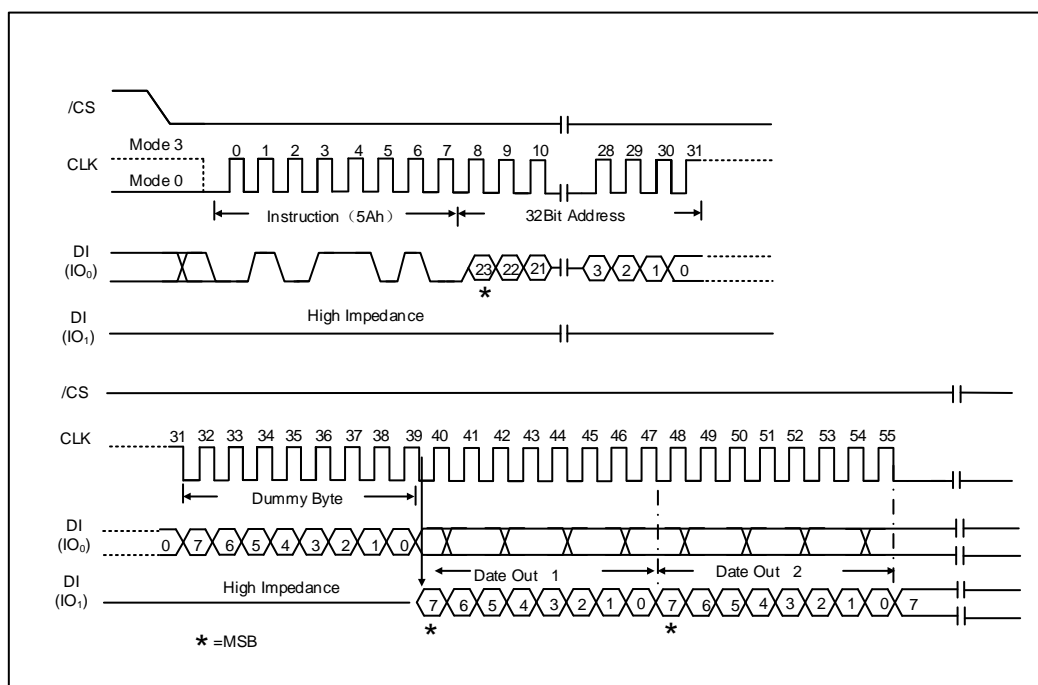 /CS
Mode 3
CLK
Mode 0
0 1 2 3 4 5 6 7 8 9 10 28 29 30 31
Instruction（5Ah）
32Bit Address
DI
(IO₀)
23 22 21 3 2 1 0
*
High Impedance
DI
(IO₁)
/CS
CLK
31 32 33 34 35 36 37 38 39 40 41 42 43 44 45 46 47 48 49 50 51 52 53 54 55
Dummy Byte
DI
(IO₀)
0 7 6 5 4 3 2 1 0
Date Out 1
Date Out 2
DI
(IO₁)
High Impedance
7 6 5 4 3 2 1 0 7 6 5 4 3 2 1 0 7
* *
* =MSB